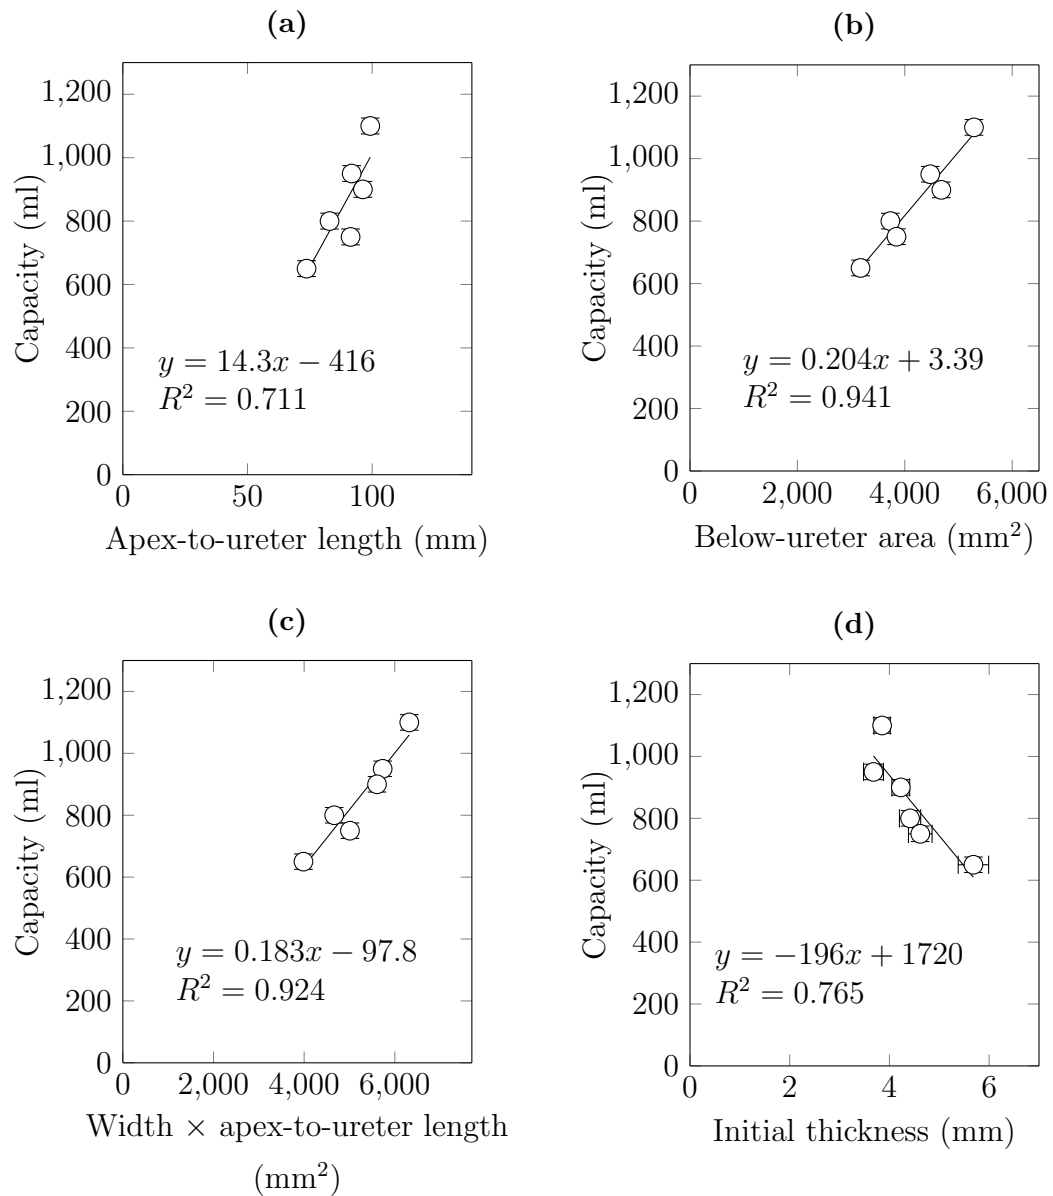 (a)
1,200
1,000
800
600
400
200
0
Capacity (ml)
y = 14.3x − 416
R² = 0.711
0 50 100
Apex-to-ureter length (mm)
(b)
1,200
1,000
800
600
400
200
0
Capacity (ml)
y = 0.204x + 3.39
R² = 0.941
0 2,000 4,000 6,000
Below-ureter area (mm²)
(c)
1,200
1,000
800
600
400
200
0
Capacity (ml)
y = 0.183x − 97.8
R² = 0.924
0 2,000 4,000 6,000
Width × apex-to-ureter length
(mm²)
(d)
1,200
1,000
800
600
400
200
0
Capacity (ml)
y = −196x + 1720
R² = 0.765
0 2 4 6
Initial thickness (mm)